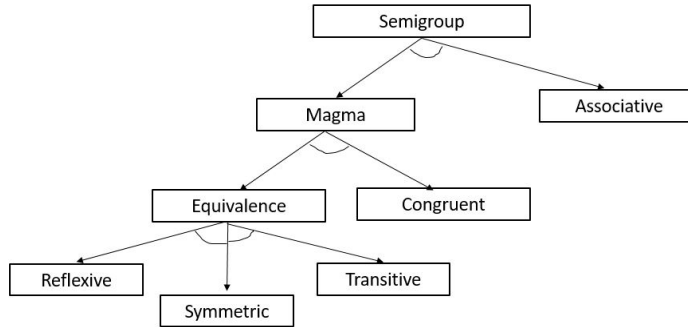 Semigroup
Magma
Associative
Equivalence
Congruent
Reflexive
Symmetric
Transitive